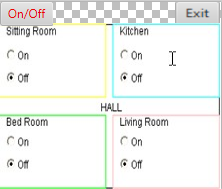 On/Off Exit
Sitting Room Kitchen
On On
Off Off
HALL
Bed Room Living Room
On On
Off Off